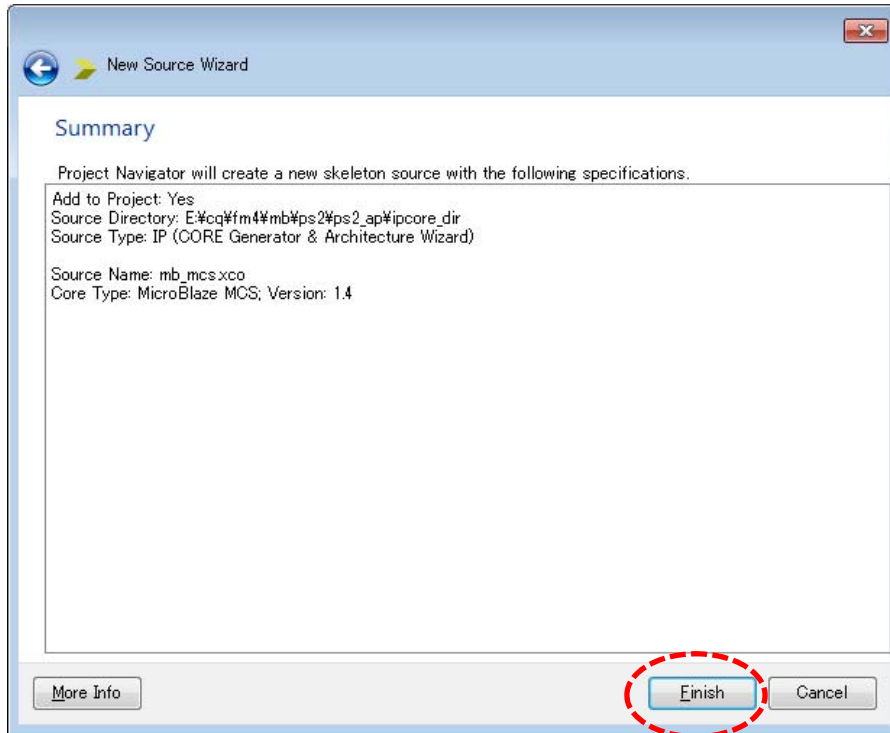 New Source Wizard
Summary
Project Navigator will create a new skeleton source with the following specifications.
Add to Project: Yes
Source Directory: E:¥cq¥fm4¥mb¥ps2¥ps2_ap¥ipcore_dir
Source Type: IP (CORE Generator & Architecture Wizard)
Source Name: mb_mcs.xco
Core Type: MicroBlaze MCS; Version: 1.4
More Info
Finish
Cancel